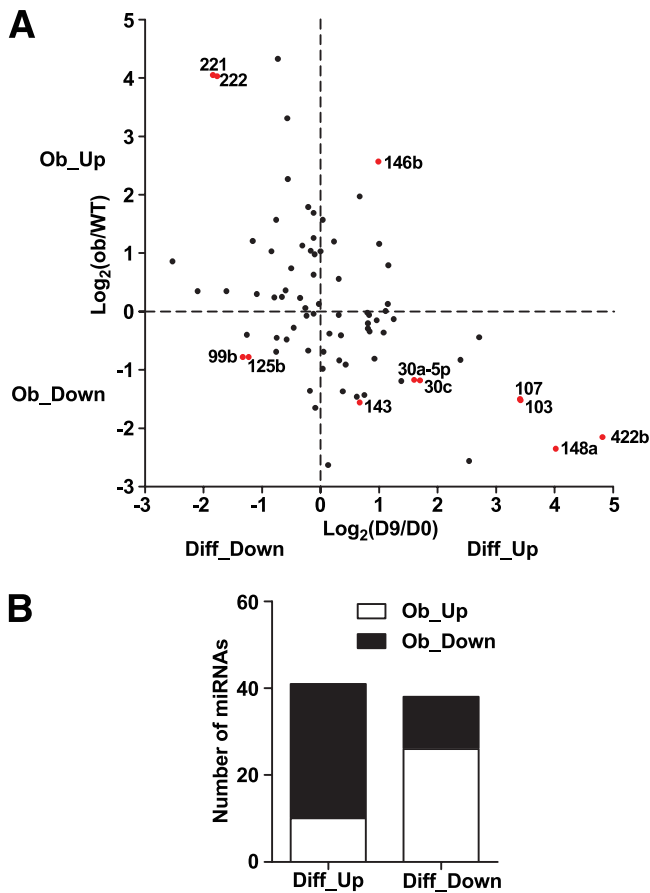 A
5
4
3
2
1
0
-1
-2
-3
Log2(ob/WT)
Ob_Up
Ob_Down
221
222
146b
99b
125b
143
30a-5p
30c
107
103
148a
422b
-3 -2 -1 0 1 2 3 4 5
Log2(D9/D0)
Diff_Down Diff_Up
B
Ob_Up
Ob_Down
Number of miRNAs
60
40
20
0
Diff_Up Diff_Down